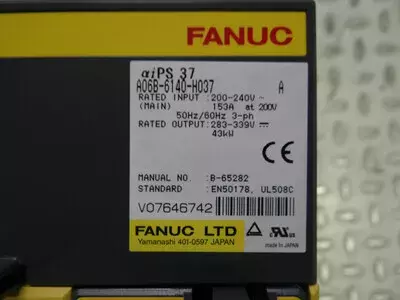 FANUC
αiPS 37
A06B-6140-H037 A
RATED INPUT :200-240V~
(MAIN) 153A at 200V
50Hz/60Hz 3-ph
RATED OUTPUT :283-339V⎓
43kW
CE
MANUAL NO. :B-65282
STANDARD :EN50178, UL508C
V07646742
FANUC LTD
Yamanashi 401-0597 JAPAN
MADE IN JAPAN